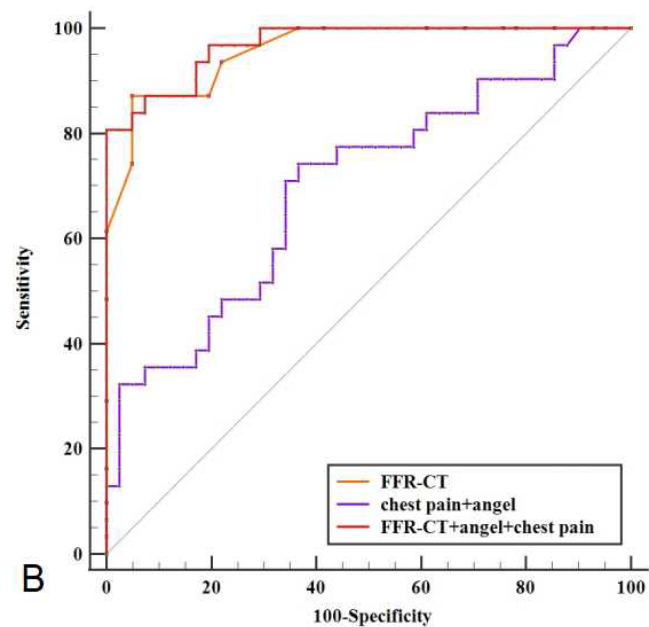 100
80
60
40
20
0
Sensitivity
FFR-CT
chest pain+angel
FFR-CT+angel+chest pain
0 20 40 60 80 100
100-Specificity
B